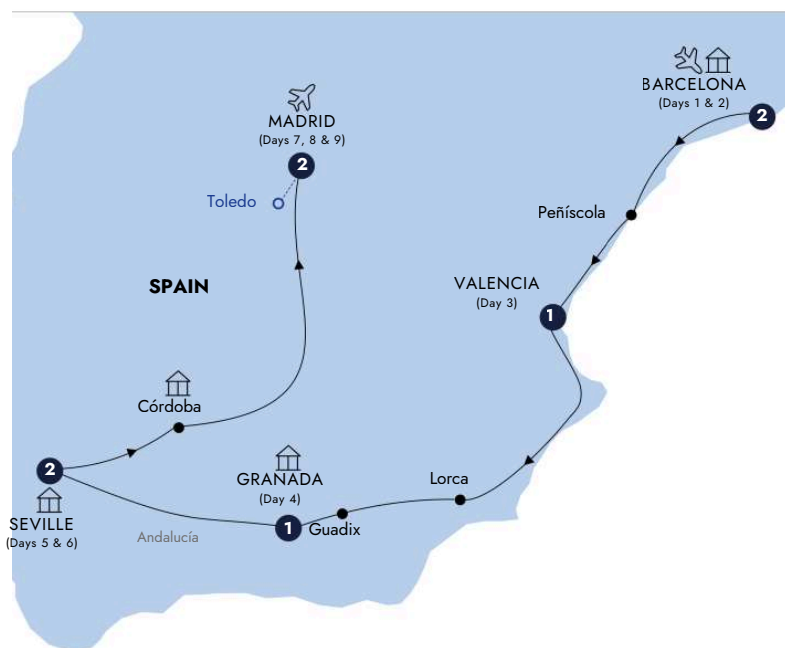 BARCELONA
(Days 1 & 2)
2
MADRID
(Days 7, 8 & 9)
2
Toledo
Peñíscola
SPAIN
VALENCIA
(Day 3)
1
Córdoba
2
SEVILLE
(Days 5 & 6)
GRANADA
(Day 4)
1
Lorca
Guadix
Andalucía